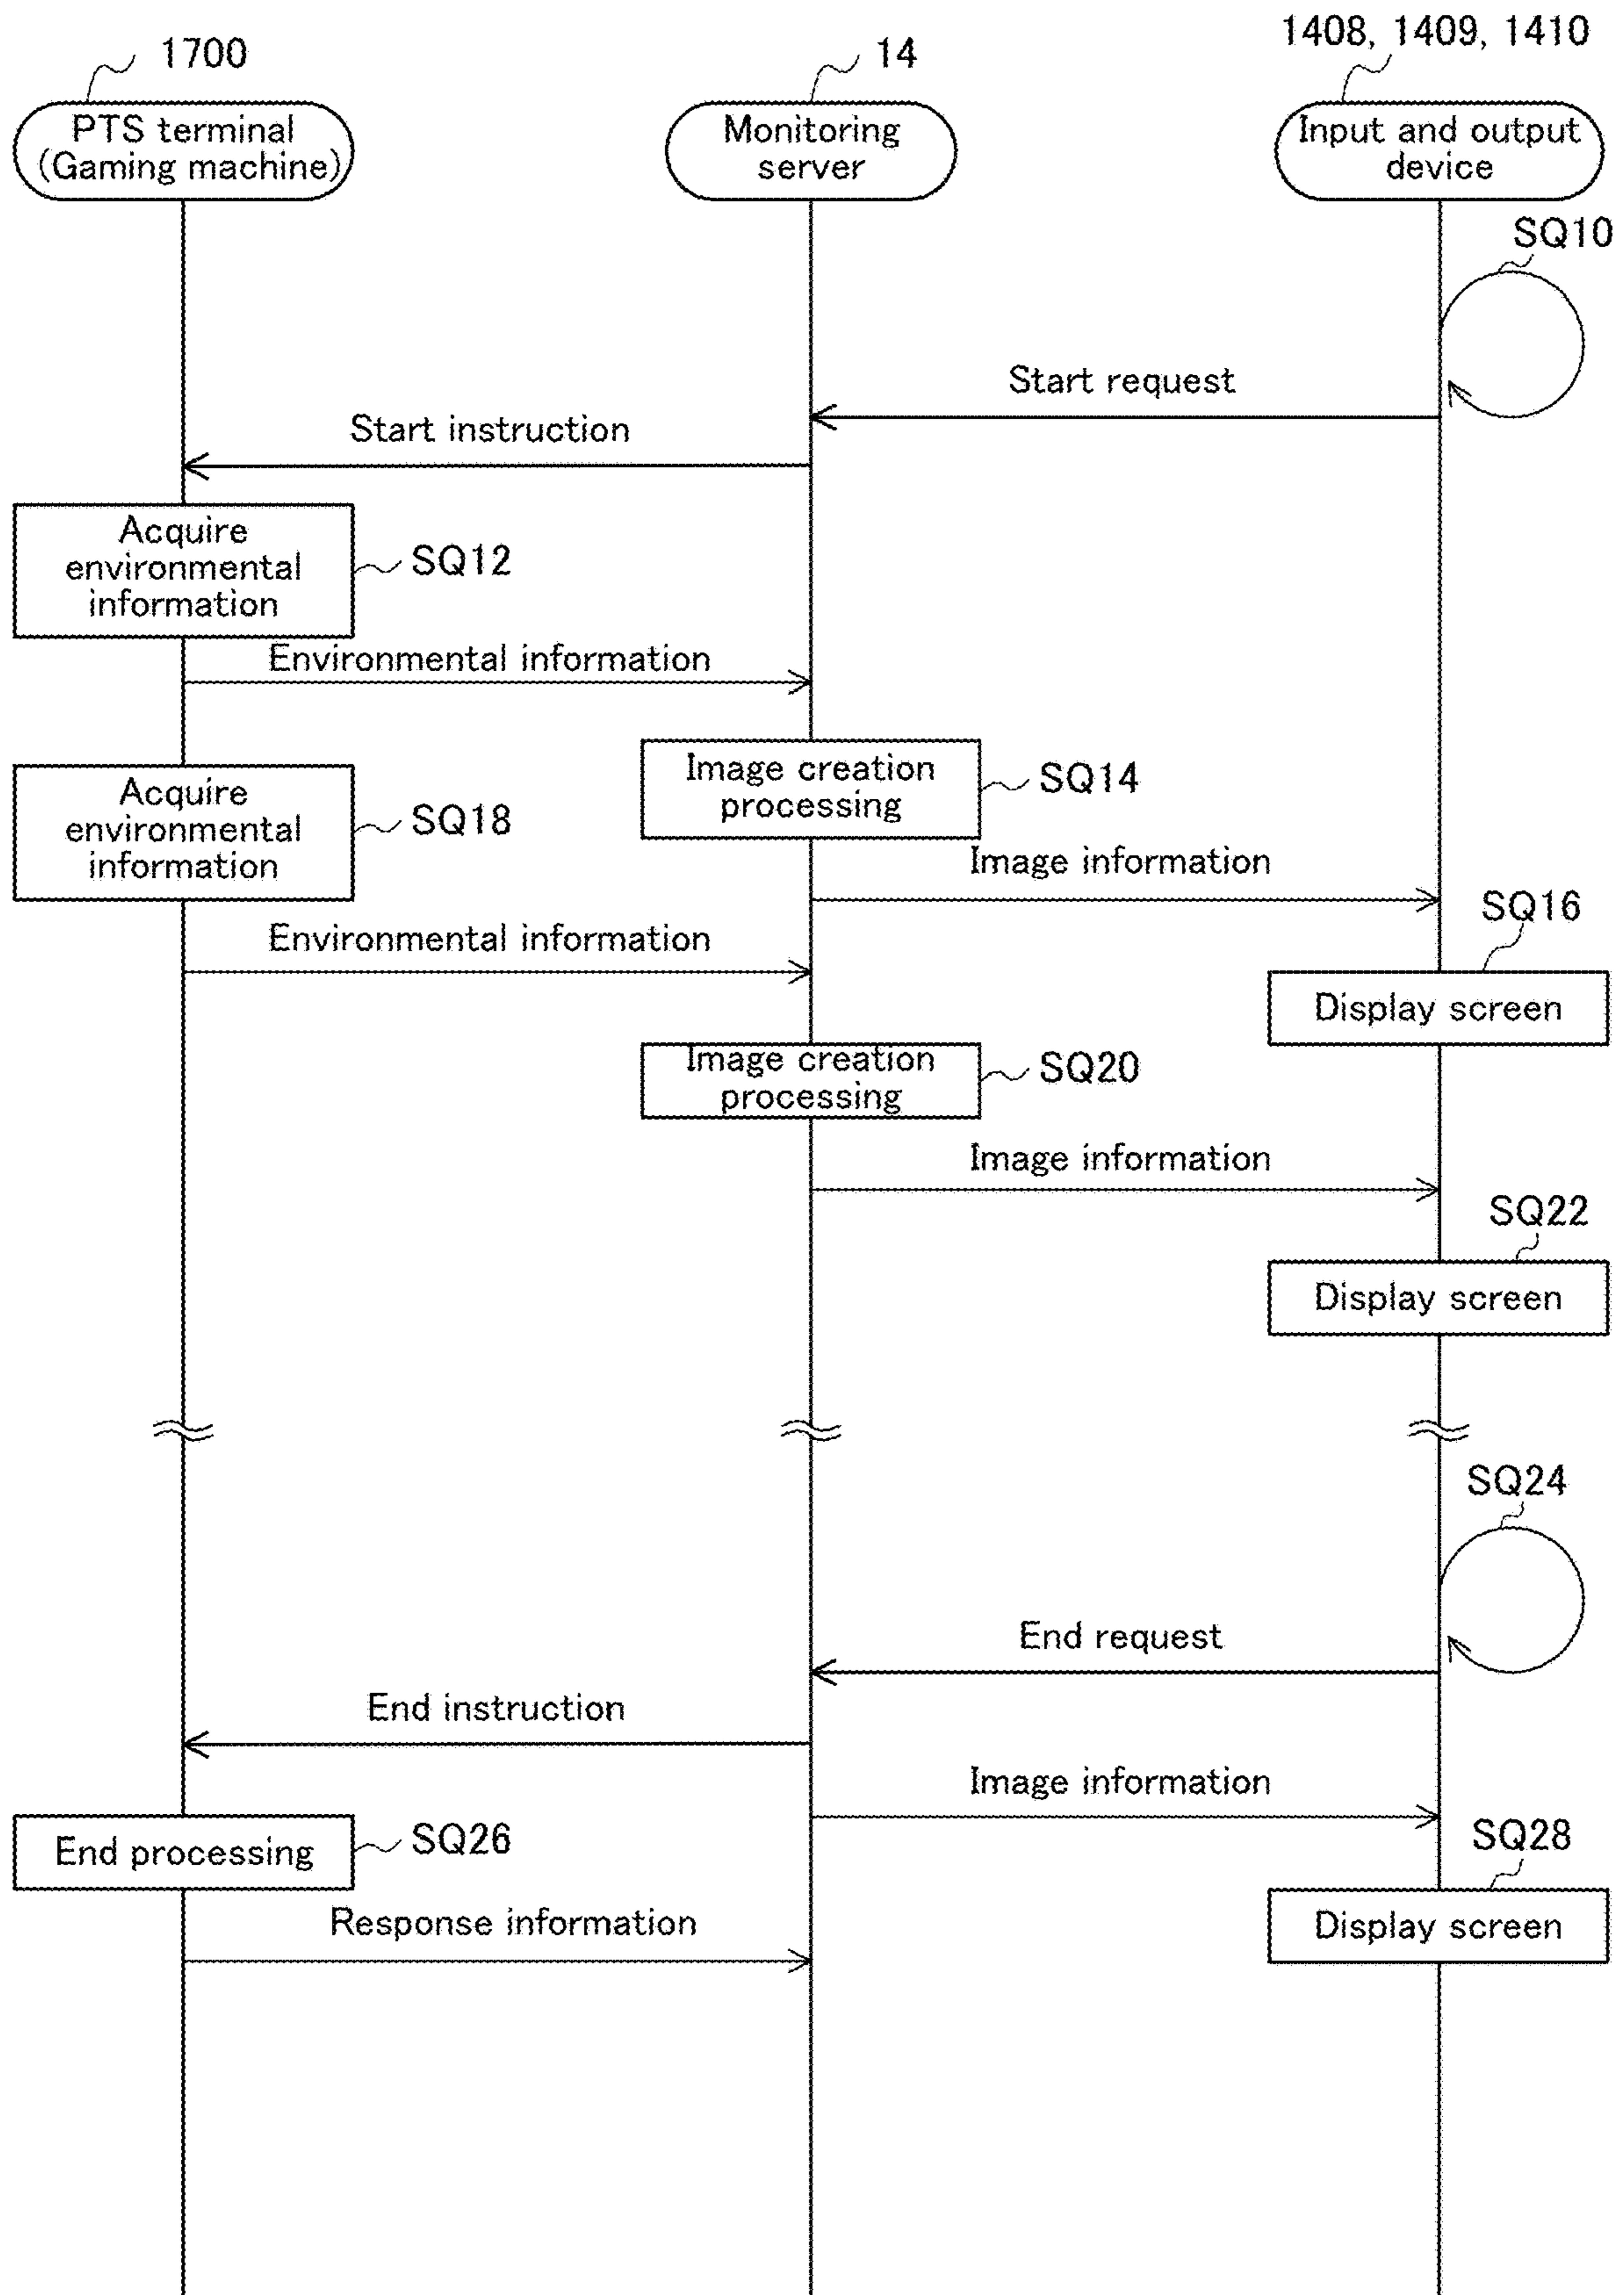 1700
14
1408, 1409, 1410
PTS terminal
(Gaming machine)
Monitoring
server
Input and output
device
SQ10
Start request
Start instruction
Acquire
environmental
information
SQ12
Environmental information
Image creation
processing
SQ14
Acquire
environmental
information
SQ18
Image information
SQ16
Environmental information
Display screen
Image creation
processing
SQ20
Image information
SQ22
Display screen
SQ24
End request
End instruction
Image information
End processing
SQ26
SQ28
Response information
Display screen